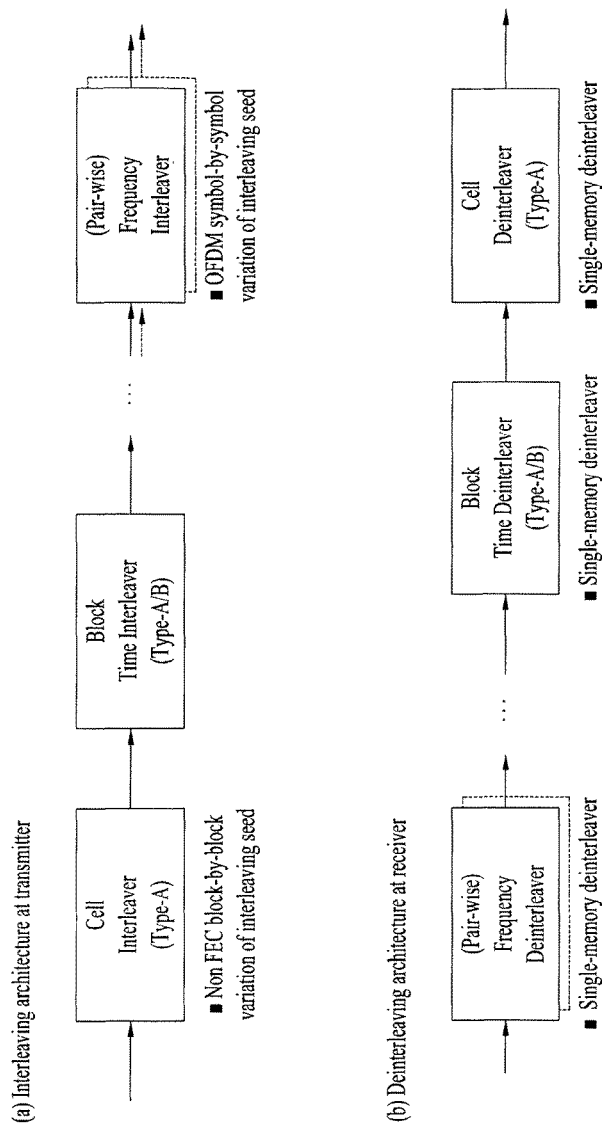 (a) Interleaving architecture at transmitter
Cell
Interleaver
(Type-A)
■ Non FEC block-by-block
variation of interleaving seed
Block
Time Interleaver
(Type-A/B)
...
(Pair-wise)
Frequency
Interleaver
■ OFDM symbol-by-symbol
variation of interleaving seed
(b) Deinterleaving architecture at receiver
(Pair-wise)
Frequency
Deinterleaver
■ Single-memory deinterleaver
...
Block
Time Deinterleaver
(Type-A/B)
■ Single-memory deinterleaver
Cell
Deinterleaver
(Type-A)
■ Single-memory deinterleaver